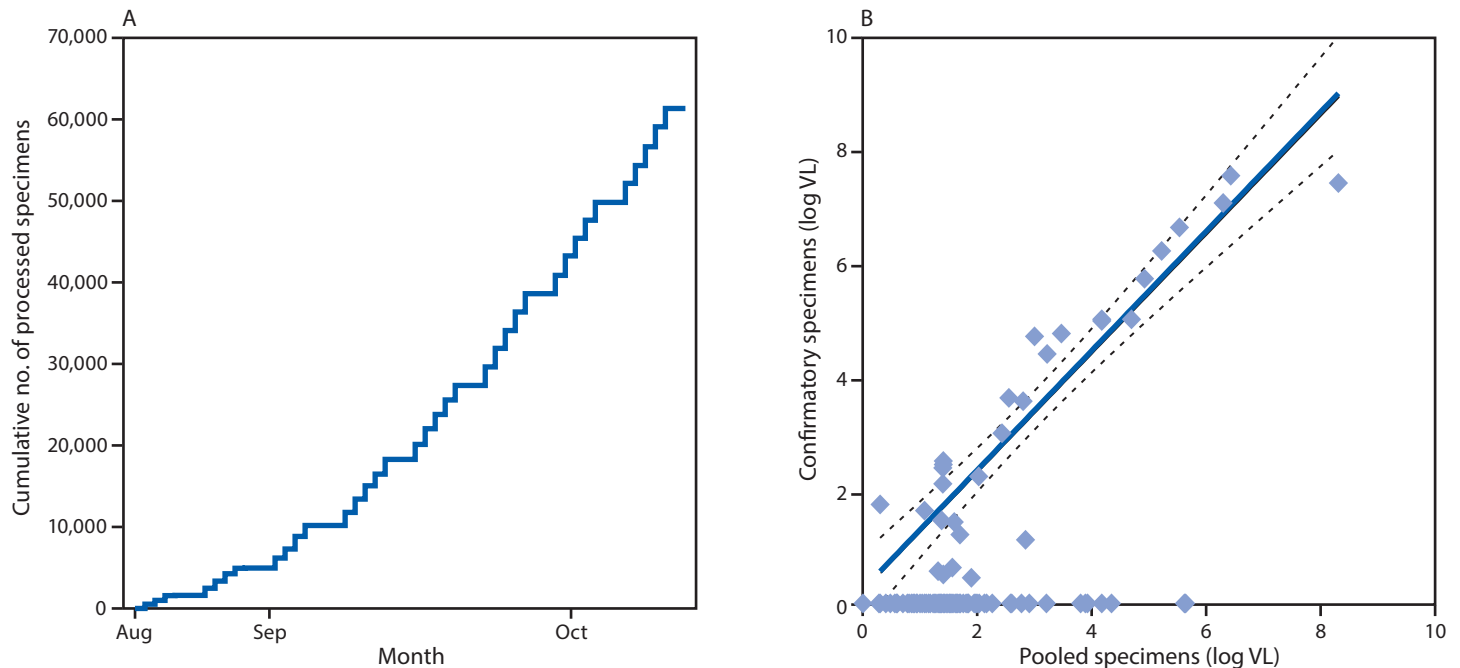 A
70,000
60,000
50,000
40,000
30,000
20,000
10,000
0
Cumulative no. of processed specimens
Aug Sep Oct
Month
B
10
8
6
4
2
0
Confirmatory specimens (log VL)
0 2 4 6 8 10
Pooled specimens (log VL)